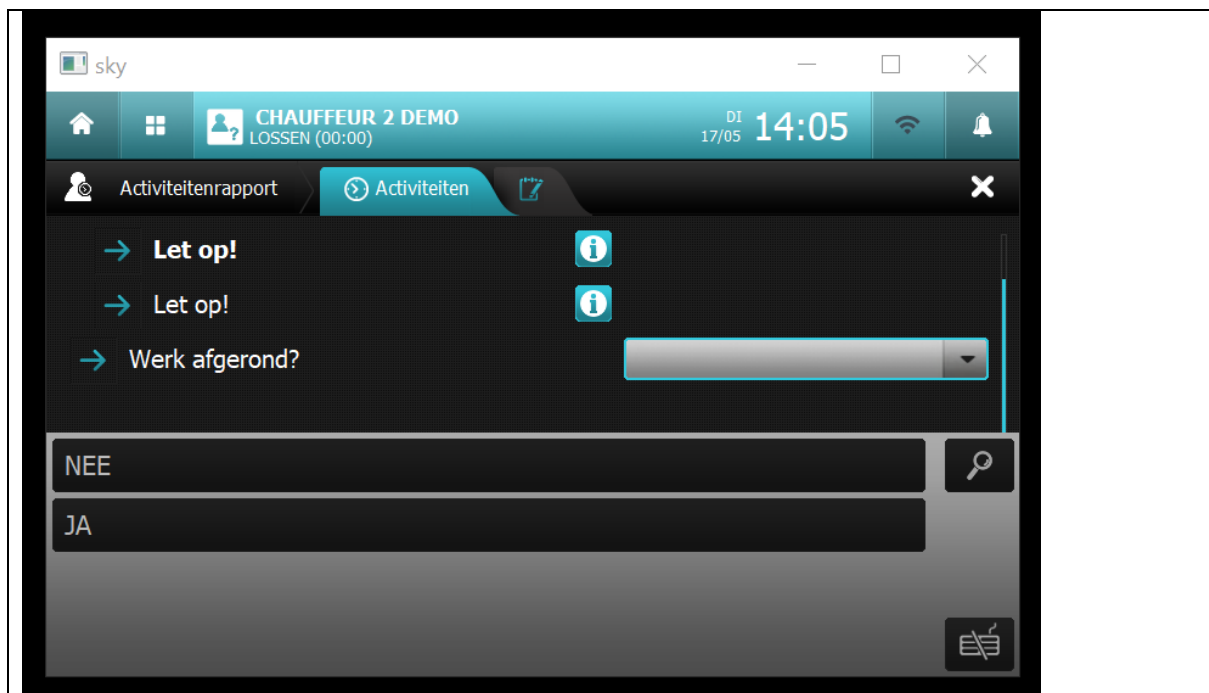 sky
CHAUFFEUR 2 DEMO
LOSSEN (00:00)
DI
17/05
14:05
Activiteitenrapport
Activiteiten
Let op!
Let op!
Werk afgerond?
NEE
JA